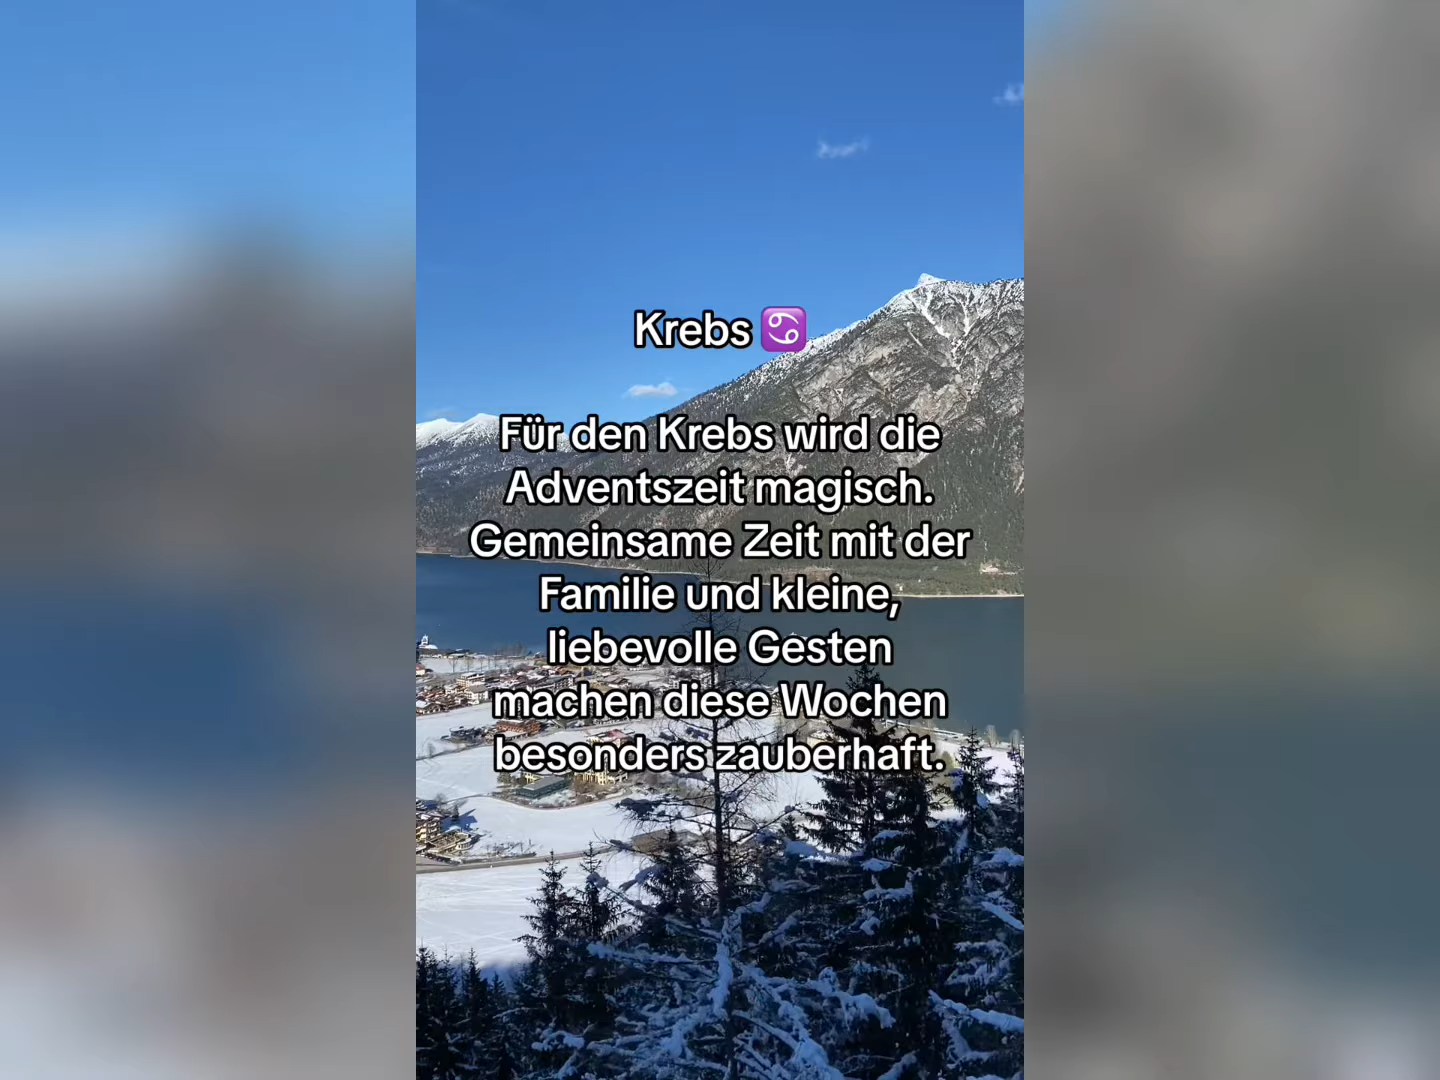 Krebs ♋
Für den Krebs wird die
Adventszeit magisch.
Gemeinsame Zeit mit der
Familie und kleine,
liebevolle Gesten
machen diese Wochen
besonders zauberhaft.